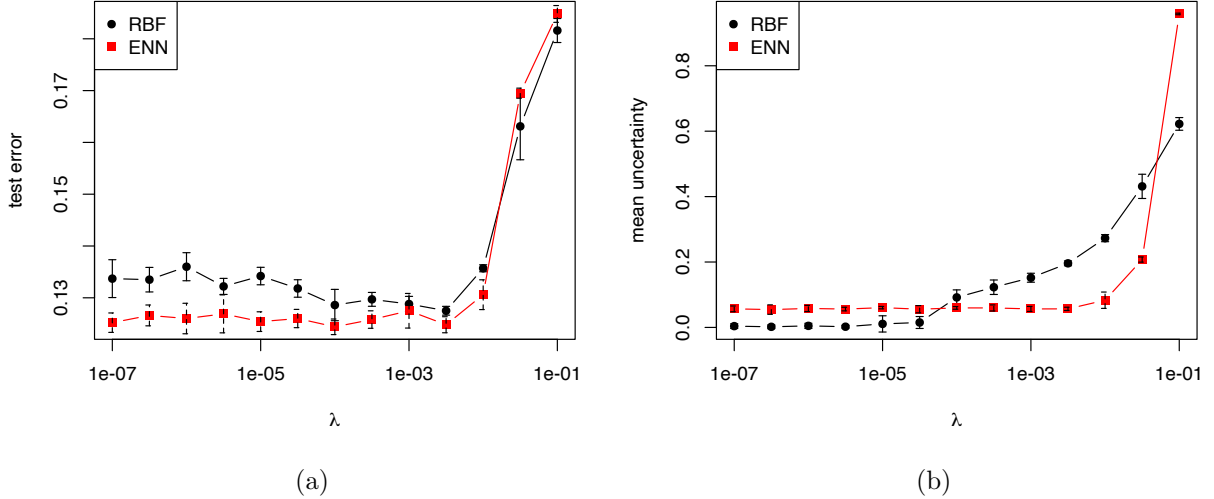 RBF
ENN
test error
0.13
0.15
0.17
1e-07
1e-05
1e-03
1e-01
λ
(a)
RBF
ENN
mean uncertainty
0.0
0.2
0.4
0.6
0.8
1e-07
1e-05
1e-03
1e-01
λ
(b)